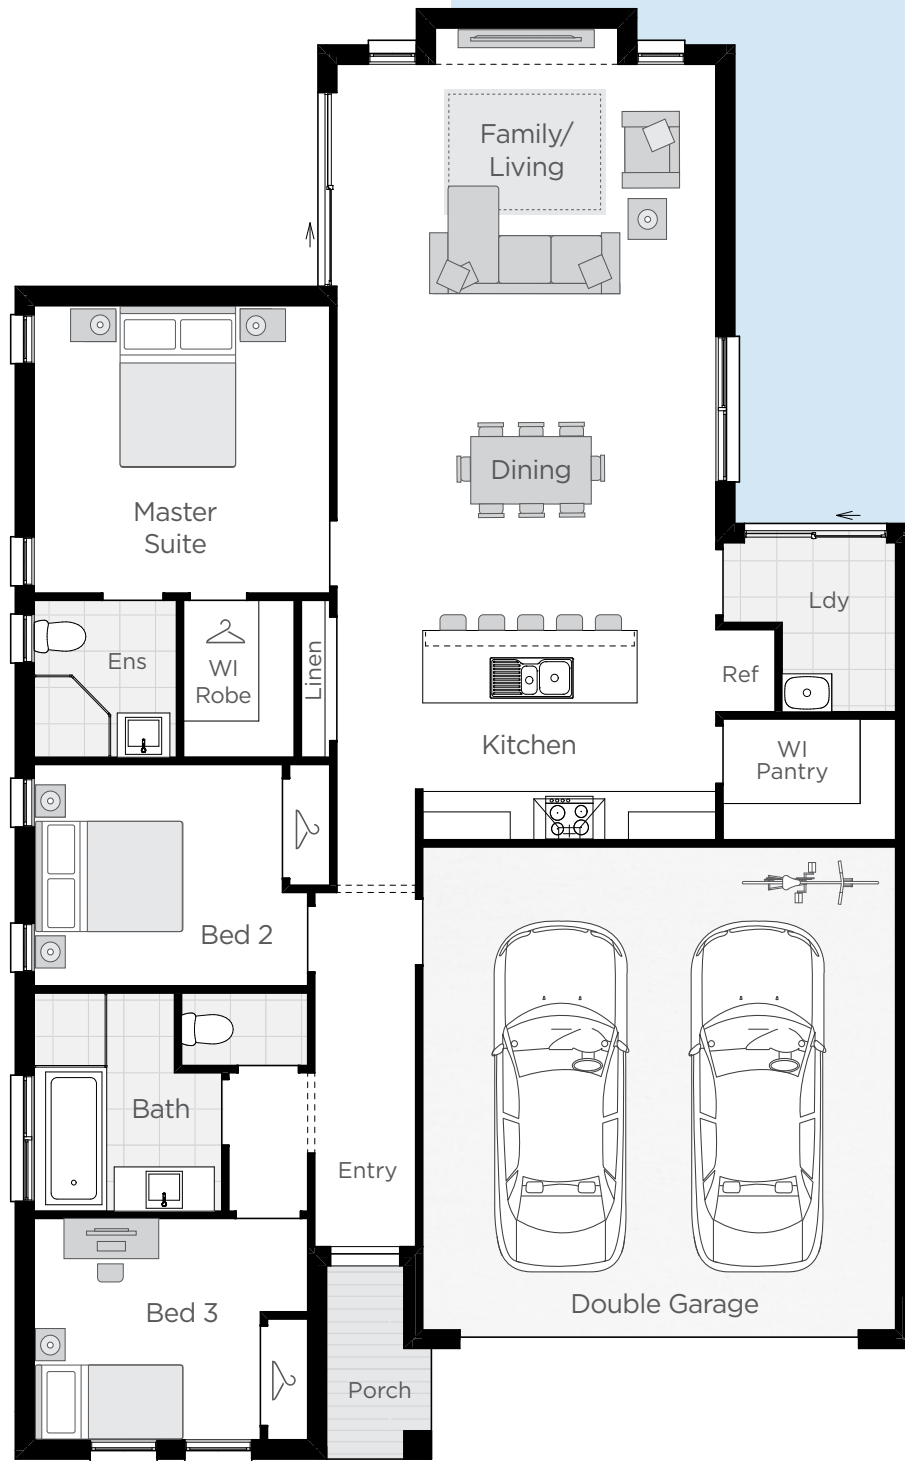 Family/
Living
Dining
Master
Suite
Ldy
Ens
WI
Robe
Linen
Ref
Kitchen
WI
Pantry
Bed 2
Bath
Entry
Bed 3
Double Garage
Porch